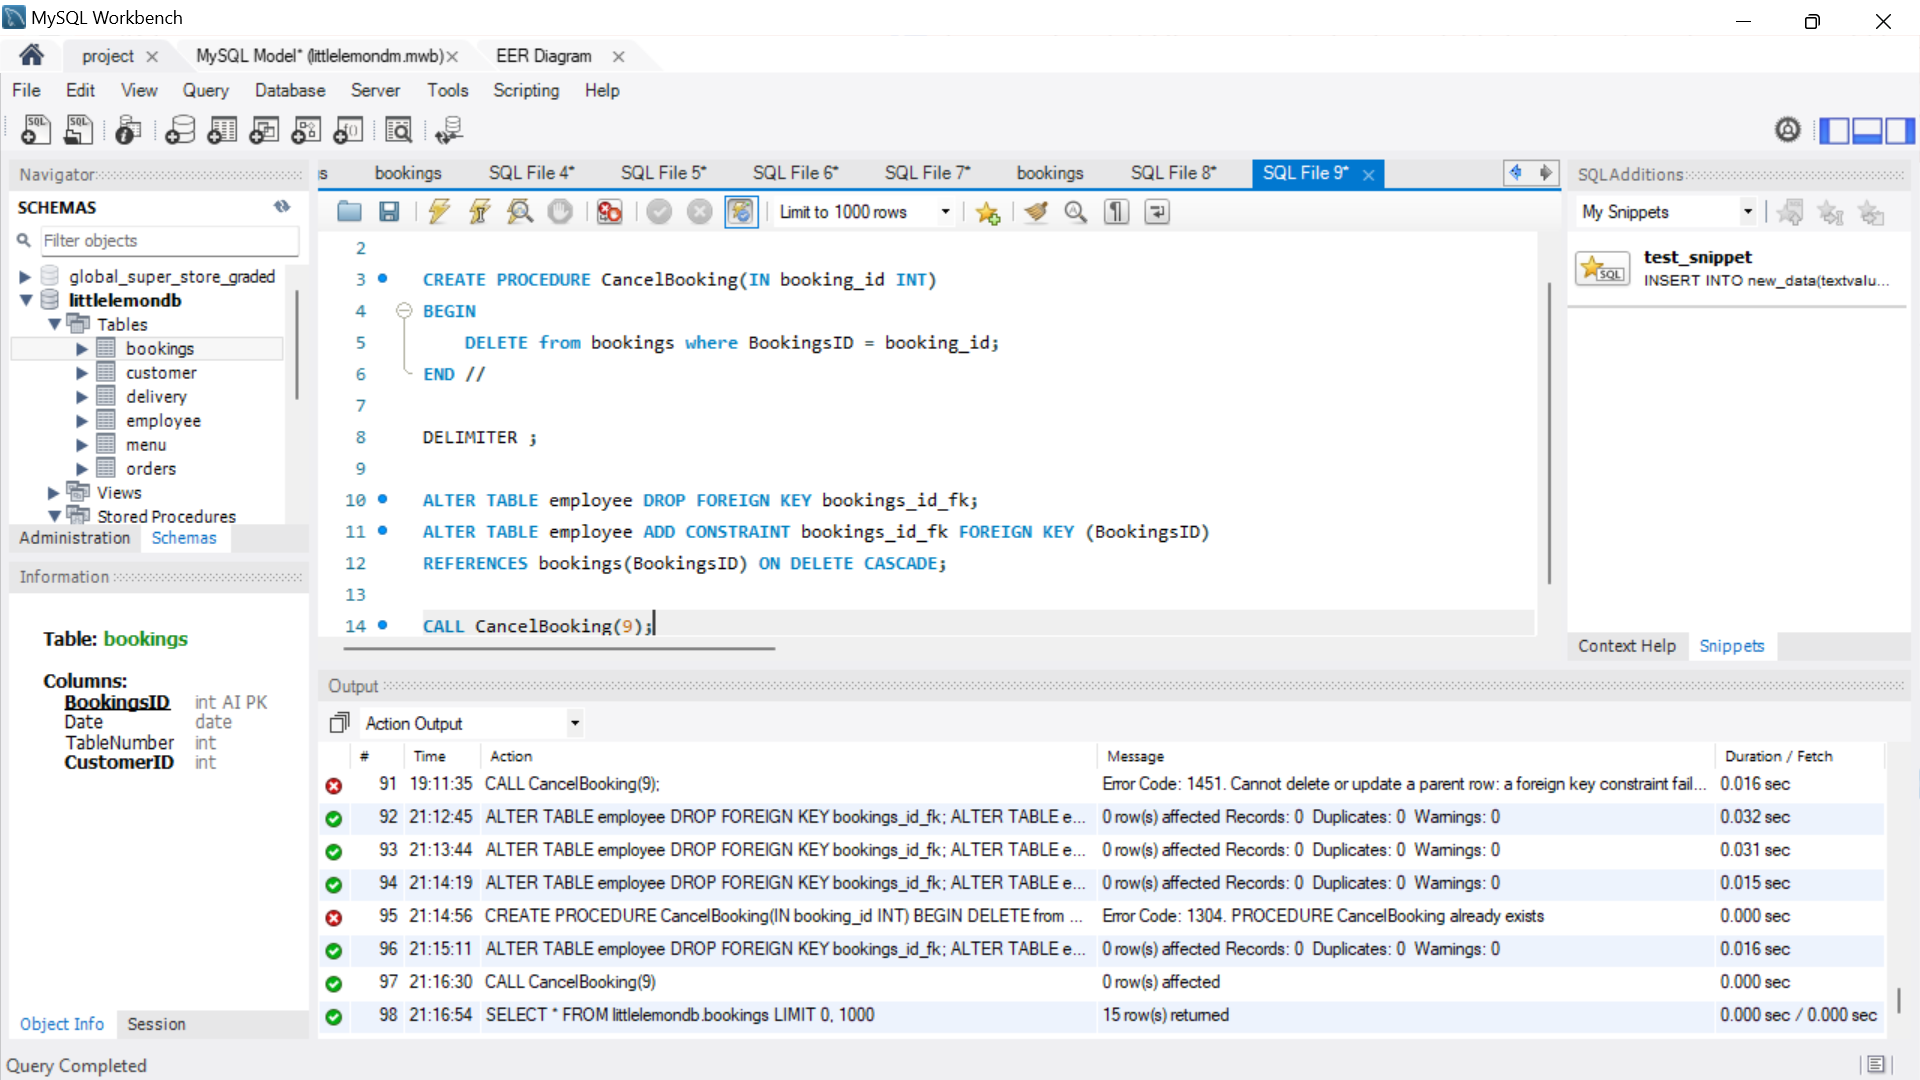 MySQL Workbench
project
MySQL Model* (littlelemondm.mwb)
EER Diagram
File Edit View Query Database Server Tools Scripting Help
Navigator
SCHEMAS
Filter objects
global_super_store_graded
littlelemondb
Tables
bookings
customer
delivery
employee
menu
orders
Views
Stored Procedures
Administration Schemas
Information
Table: bookings
Columns:
BookingsID int AI PK
Date date
TableNumber int
CustomerID int
Object Info Session
Query Completed
s bookings SQL File 4* SQL File 5* SQL File 6* SQL File 7* bookings SQL File 8* SQL File 9*
Limit to 1000 rows
2
3 CREATE PROCEDURE CancelBooking(IN booking_id INT)
4 BEGIN
5 DELETE from bookings where BookingsID = booking_id;
6 END //
7
8 DELIMITER ;
9
10 ALTER TABLE employee DROP FOREIGN KEY bookings_id_fk;
11 ALTER TABLE employee ADD CONSTRAINT bookings_id_fk FOREIGN KEY (BookingsID)
12 REFERENCES bookings(BookingsID) ON DELETE CASCADE;
13
14 CALL CancelBooking(9);
SQLAdditions
My Snippets
SQL
test_snippet
INSERT INTO new_data(textvalu...
Context Help Snippets
Output
Action Output
# Time Action Message Duration / Fetch
91 19:11:35 CALL CancelBooking(9); Error Code: 1451. Cannot delete or update a parent row: a foreign key constraint fail... 0.016 sec
92 21:12:45 ALTER TABLE employee DROP FOREIGN KEY bookings_id_fk; ALTER TABLE e... 0 row(s) affected Records: 0 Duplicates: 0 Warnings: 0 0.032 sec
93 21:13:44 ALTER TABLE employee DROP FOREIGN KEY bookings_id_fk; ALTER TABLE e... 0 row(s) affected Records: 0 Duplicates: 0 Warnings: 0 0.031 sec
94 21:14:19 ALTER TABLE employee DROP FOREIGN KEY bookings_id_fk; ALTER TABLE e... 0 row(s) affected Records: 0 Duplicates: 0 Warnings: 0 0.015 sec
95 21:14:56 CREATE PROCEDURE CancelBooking(IN booking_id INT) BEGIN DELETE from ... Error Code: 1304. PROCEDURE CancelBooking already exists 0.000 sec
96 21:15:11 ALTER TABLE employee DROP FOREIGN KEY bookings_id_fk; ALTER TABLE e... 0 row(s) affected Records: 0 Duplicates: 0 Warnings: 0 0.016 sec
97 21:16:30 CALL CancelBooking(9) 0 row(s) affected 0.000 sec
98 21:16:54 SELECT * FROM littlelemondb.bookings LIMIT 0, 1000 15 row(s) returned 0.000 sec / 0.000 sec